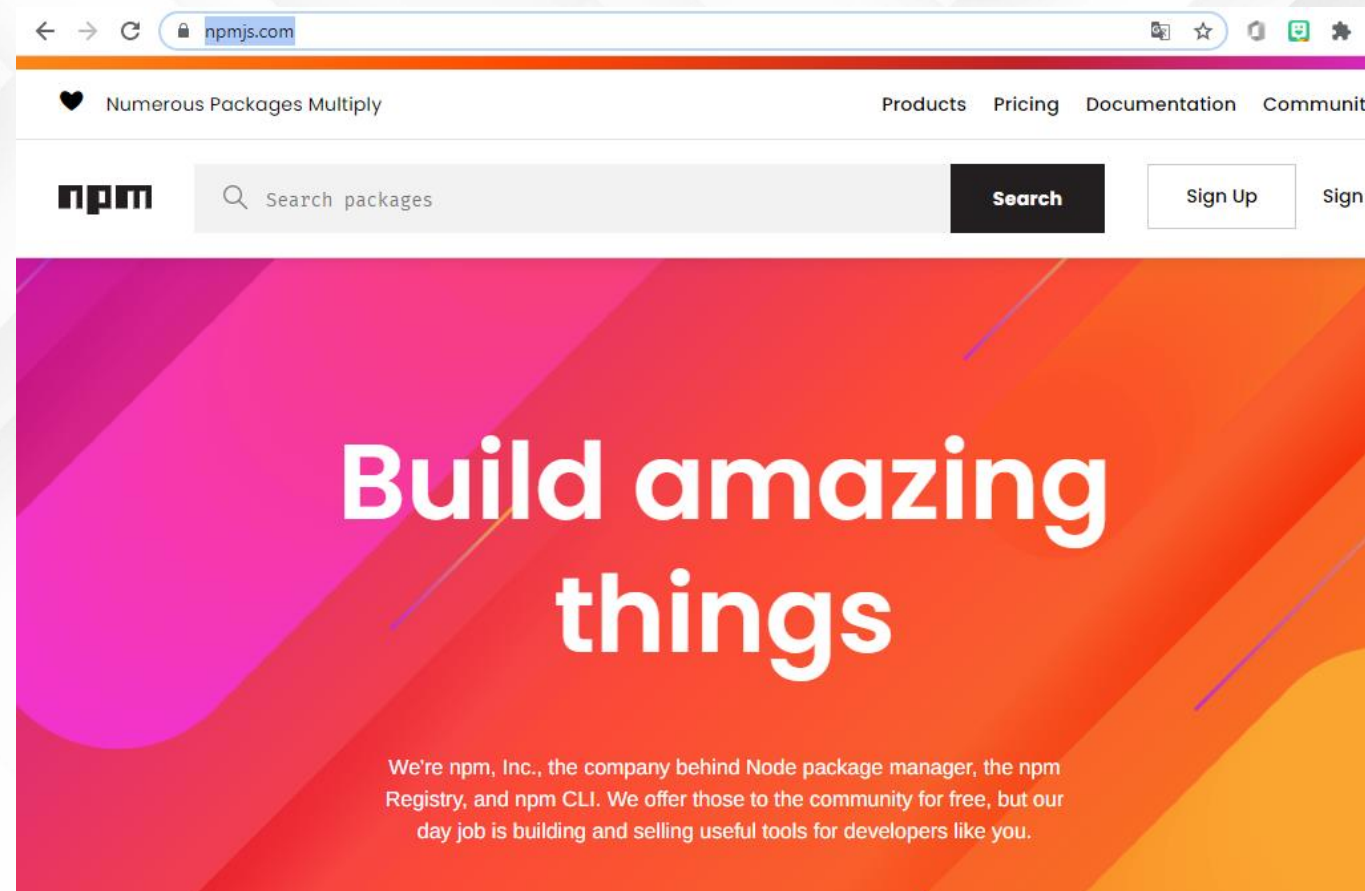 npmjs.com
Numerous Packages Multiply Products Pricing Documentation Communit
npm Search packages Search Sign Up Sign
Build amazing
things
We're npm, Inc., the company behind Node package manager, the npm
Registry, and npm CLI. We offer those to the community for free, but our
day job is building and selling useful tools for developers like you.